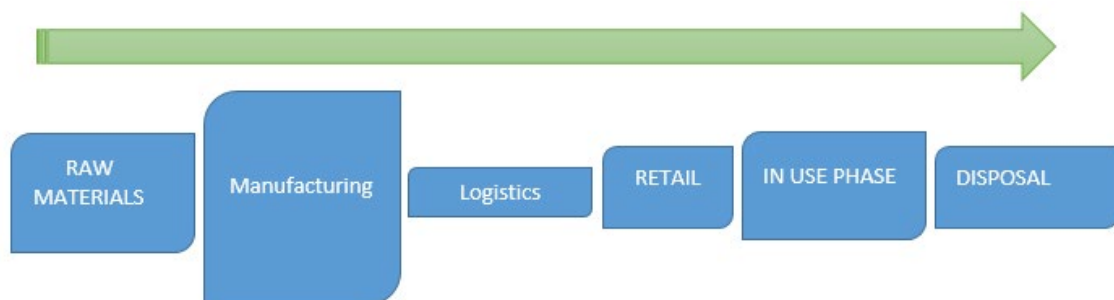 RAW
MATERIALS
Manufacturing
Logistics
RETAIL
IN USE PHASE
DISPOSAL